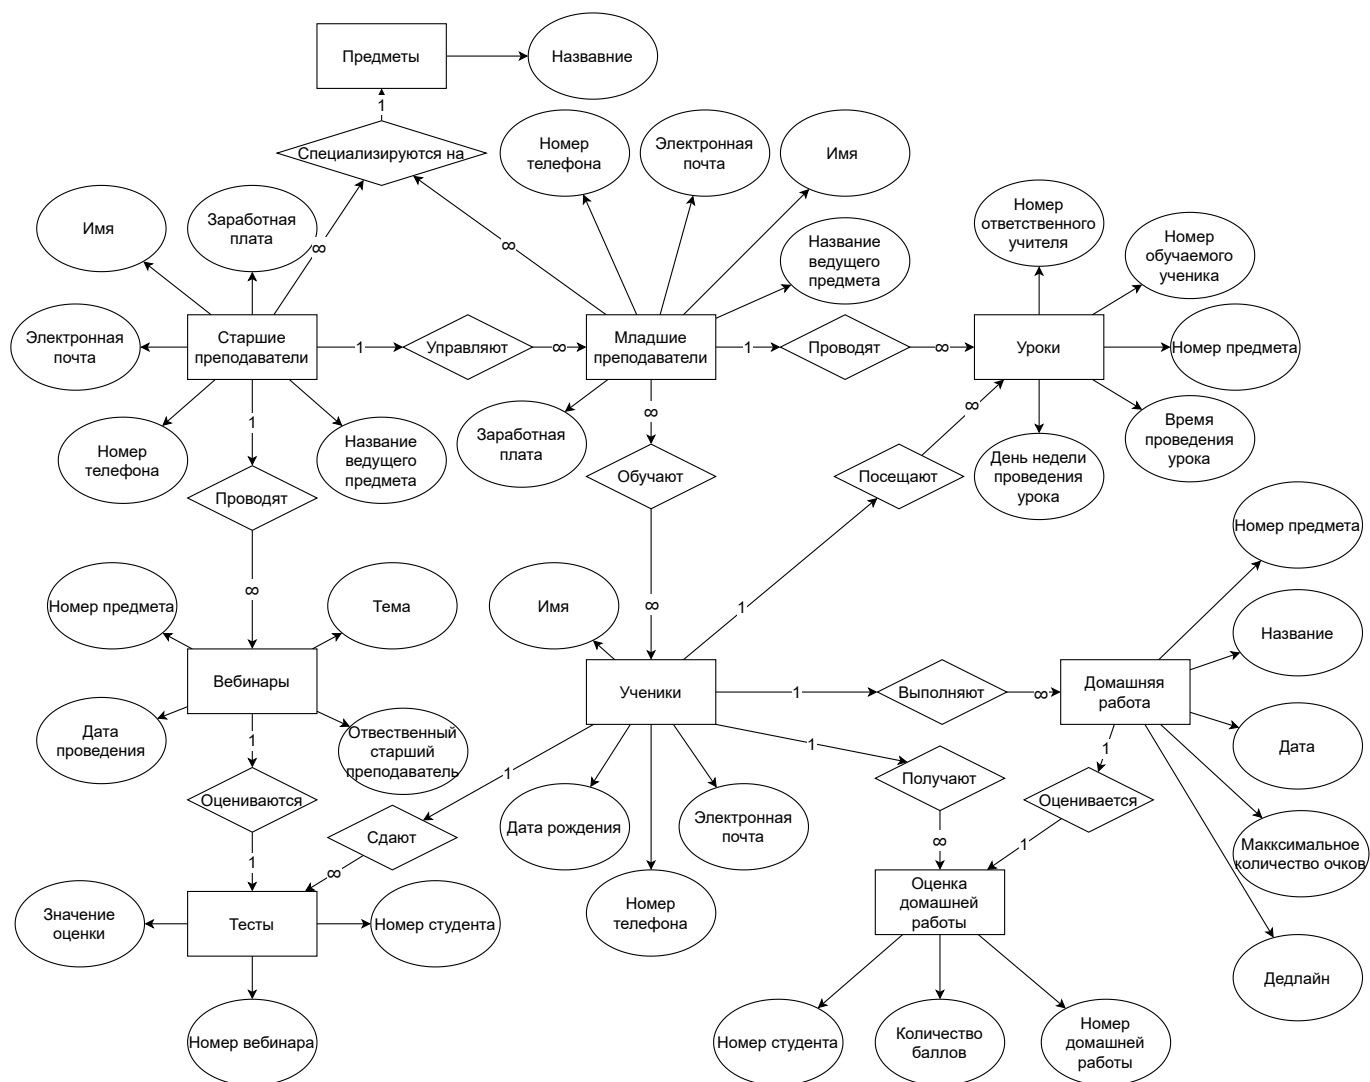 Предметы
Назвавние
1
Специализируются на
Номер
телефона
Электронная
почта
Имя
Имя
Заработная
плата
∞
∞
Название
ведущего
предмета
Номер
ответственного
учителя
Номер
обучаемого
ученика
Электронная
почта
Старшие
преподаватели
1
Управляют
∞
Младшие
преподаватели
1
Проводят
∞
Уроки
Номер предмета
Номер
телефона
1
Название
ведущего
предмета
Заработная
плата
∞
∞
Время
проведения
урока
День недели
проведения
урока
Проводят
Обучают
Посещают
Номер предмета
∞
Номер предмета
Тема
Имя
∞
1
Название
Вебинары
Ученики
1
Выполняют
∞
Домашняя
работа
Дата
проведения
1
Отвественный
старший
преподаватель
1
1
Дата
Оцениваются
Сдают
1
Дата рождения
Электронная
почта
Получают
Оценивается
∞
1
Макксимальное
количество очков
1
∞
Значение
оценки
Тесты
Номер студента
Номер
телефона
Оценка
домашней
работы
Дедлайн
Номер вебинара
Номер студента
Количество
баллов
Номер
домашней
работы